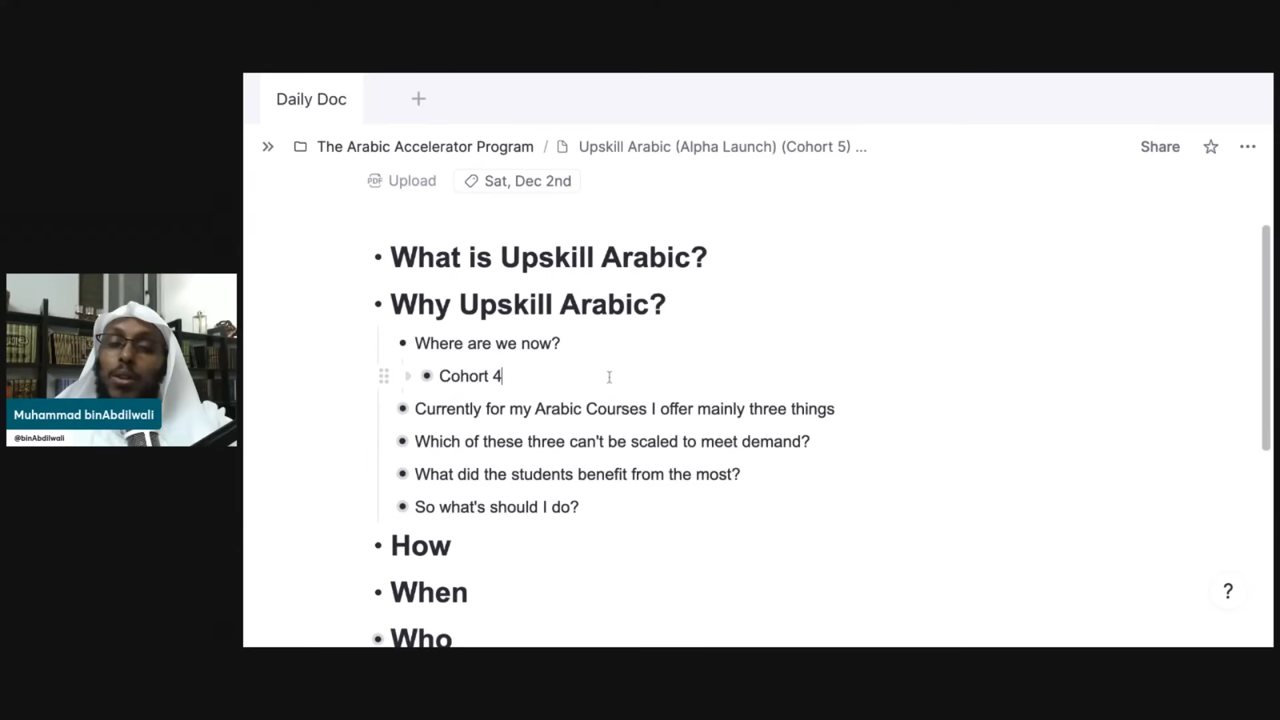 Daily Doc
The Arabic Accelerator Program / Upskill Arabic (Alpha Launch) (Cohort 5) ...
Share
PDF Upload
Sat, Dec 2nd
• What is Upskill Arabic?
• Why Upskill Arabic?
• Where are we now?
• Cohort 4
• Currently for my Arabic Courses I offer mainly three things
• Which of these three can't be scaled to meet demand?
• What did the students benefit from the most?
• So what's should I do?
• How
• When
• Who
?
Muhammad binAbdilwali
@binAbdilwali